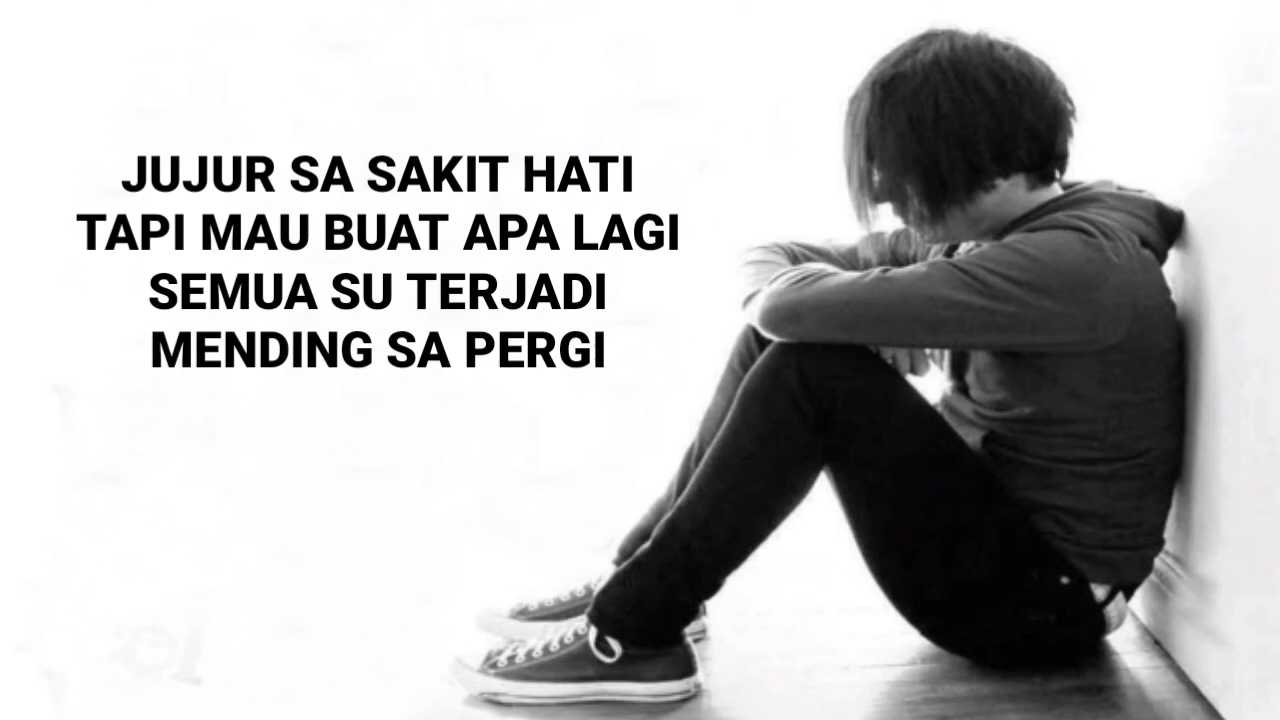 JUJUR SA SAKIT HATI
TAPI MAU BUAT APA LAGI
SEMUA SU TERJADI
MENDING SA PERGI